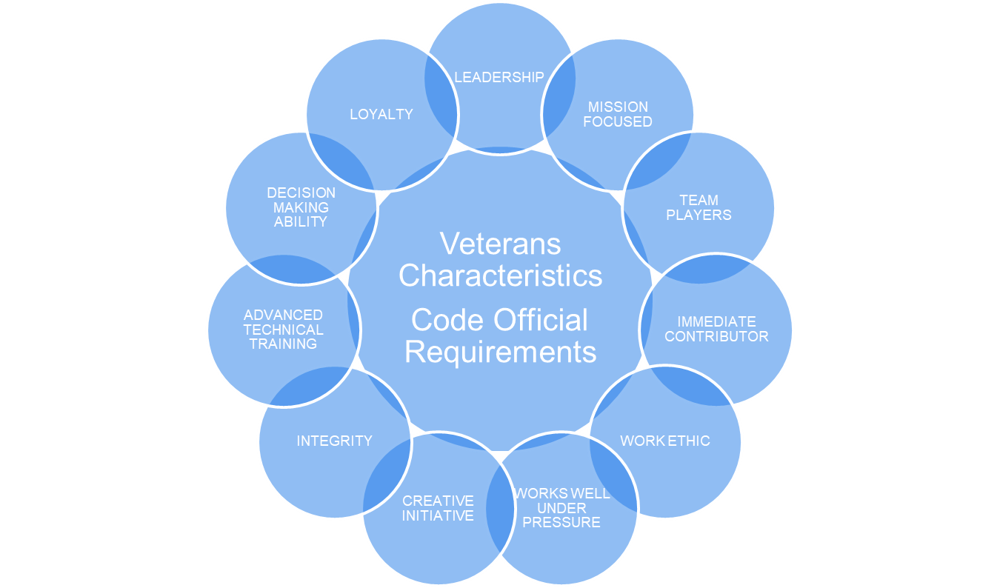 LEADERSHIP
MISSION
FOCUSED
TEAM
PLAYERS
IMMEDIATE
CONTRIBUTOR
WORK ETHIC
WORKS WELL
UNDER
PRESSURE
CREATIVE
INITIATIVE
INTEGRITY
ADVANCED
TECHNICAL
TRAINING
DECISION
MAKING
ABILITY
LOYALTY
Veterans
Characteristics
Code Official
Requirements